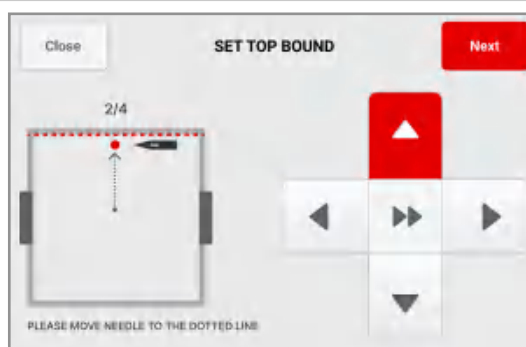 Close
SET TOP BOUND
Next
2/4
PLEASE MOVE NEEDLE TO THE DOTTED LINE